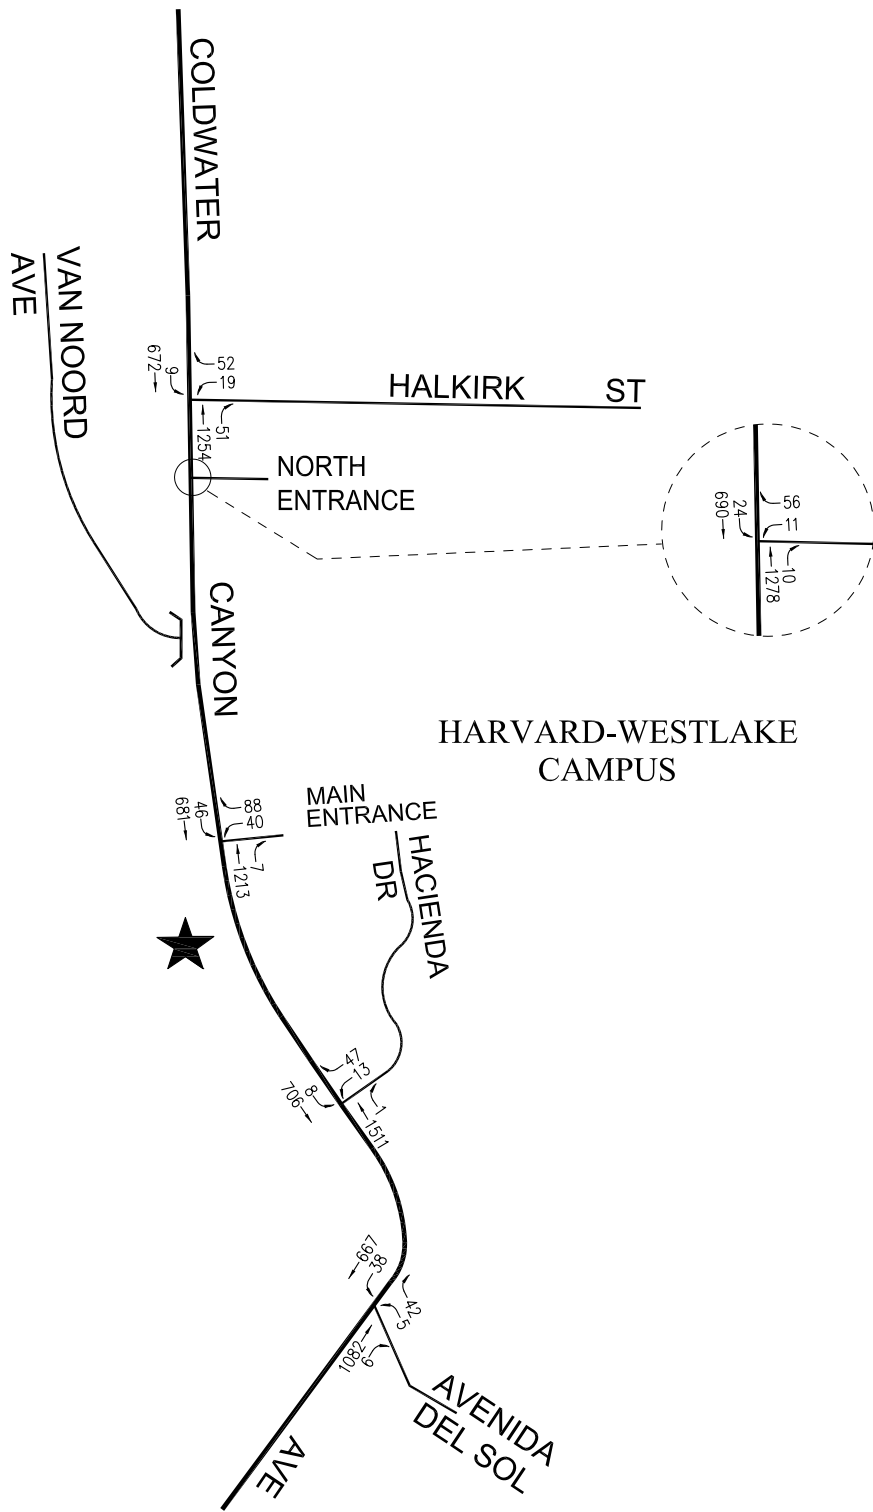 COLDWATER
VAN NOORD
AVE
52
19
672
9
HALKIRK ST
51
1254
NORTH
ENTRANCE
56
11
24
690
10
1278
CANYON
HARVARD-WESTLAKE
CAMPUS
MAIN
ENTRANCE
88
40
46
681
7
1213
HACIENDA
DR
47
13
8
706
1
1511
667
38
42
5
1082
6
AVENIDA
DEL SOL
AVE